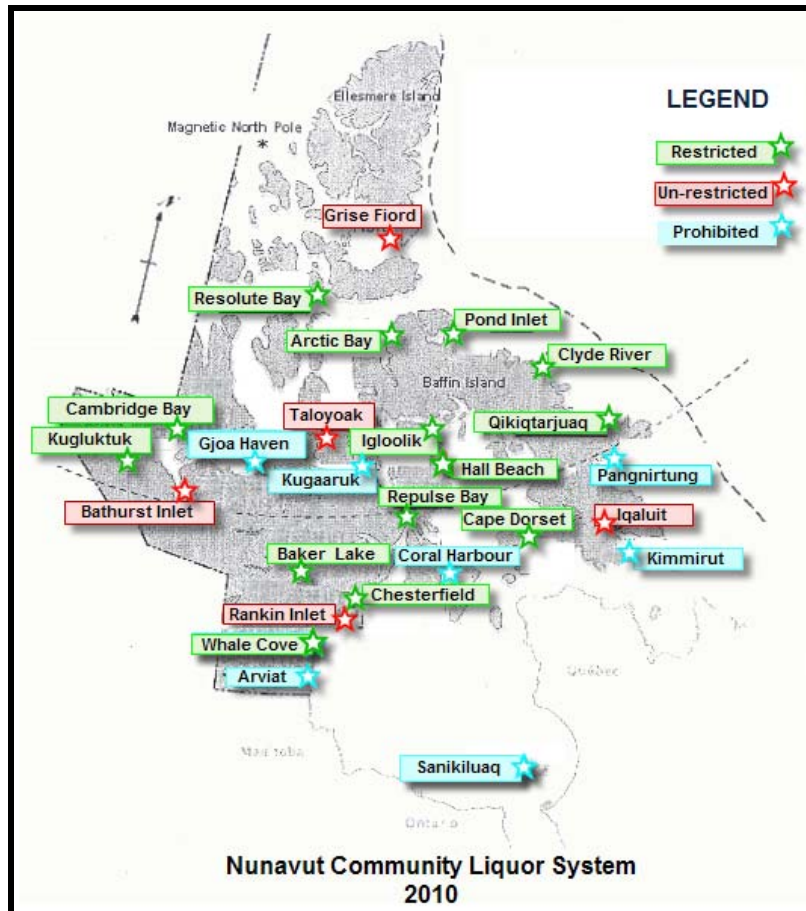 Ellesmere Island
LEGEND
Magnetic North Pole
*
Restricted
Un-restricted
Grise Fiord
Prohibited
Resolute Bay
Pond Inlet
Arctic Bay
Clyde River
Baffin Island
Cambridge Bay
Taloyoak
Qikiqtarjuaq
Kugluktuk
Gjoa Haven
Igloolik
Hall Beach
Kugaaruk
Pangnirtung
Repulse Bay
Bathurst Inlet
Cape Dorset
Iqaluit
Baker Lake
Coral Harbour
Kimmirut
Chesterfield
Rankin Inlet
Whale Cove
Arviat
Québec
Manitoba
Sanikiluaq
Ontario
Nunavut Community Liquor System
2010